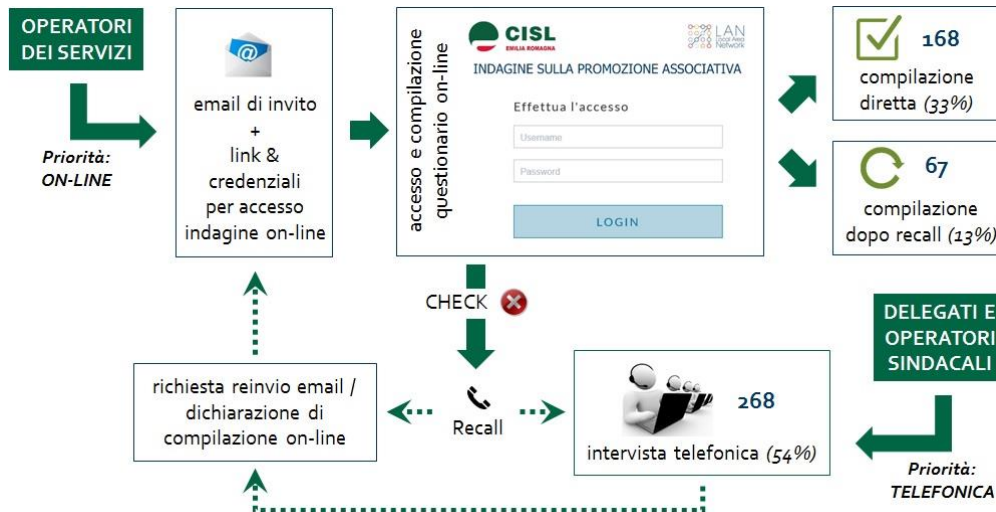 OPERATORI
DEI SERVIZI
Priorità:
ON-LINE
@
email di invito
+
link &
credenziali
per accesso
indagine on-line
accesso e compilazione
questionario on-line
CISL
EMILIA ROMAGNA
LAN
Local Area
Network
INDAGINE SULLA PROMOZIONE ASSOCIATIVA
Effettua l'accesso
Username
Password
LOGIN
168
compilazione
diretta (33%)
67
compilazione
dopo recall (13%)
CHECK
DELEGATI E
OPERATORI
SINDACALI
Priorità:
TELEFONICA
richiesta reinvio email /
dichiarazione di
compilazione on-line
Recall
268
intervista telefonica (54%)